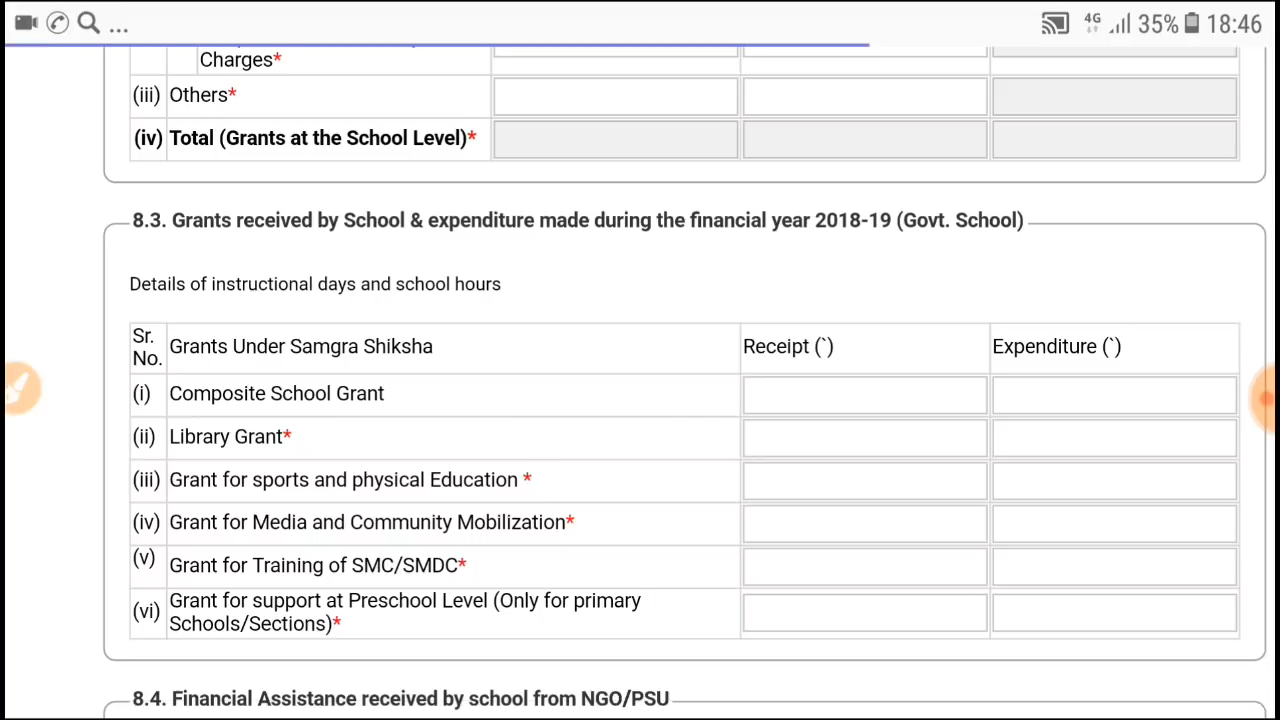 ...
4G 35% 18:46
Charges*
(iii) Others*
(iv) Total (Grants at the School Level)*
8.3. Grants received by School & expenditure made during the financial year 2018-19 (Govt. School)
Details of instructional days and school hours
Sr. No. Grants Under Samgra Shiksha Receipt (`) Expenditure (`)
(i) Composite School Grant
(ii) Library Grant*
(iii) Grant for sports and physical Education *
(iv) Grant for Media and Community Mobilization*
(v) Grant for Training of SMC/SMDC*
(vi) Grant for support at Preschool Level (Only for primary
Schools/Sections)*
8.4. Financial Assistance received by school from NGO/PSU